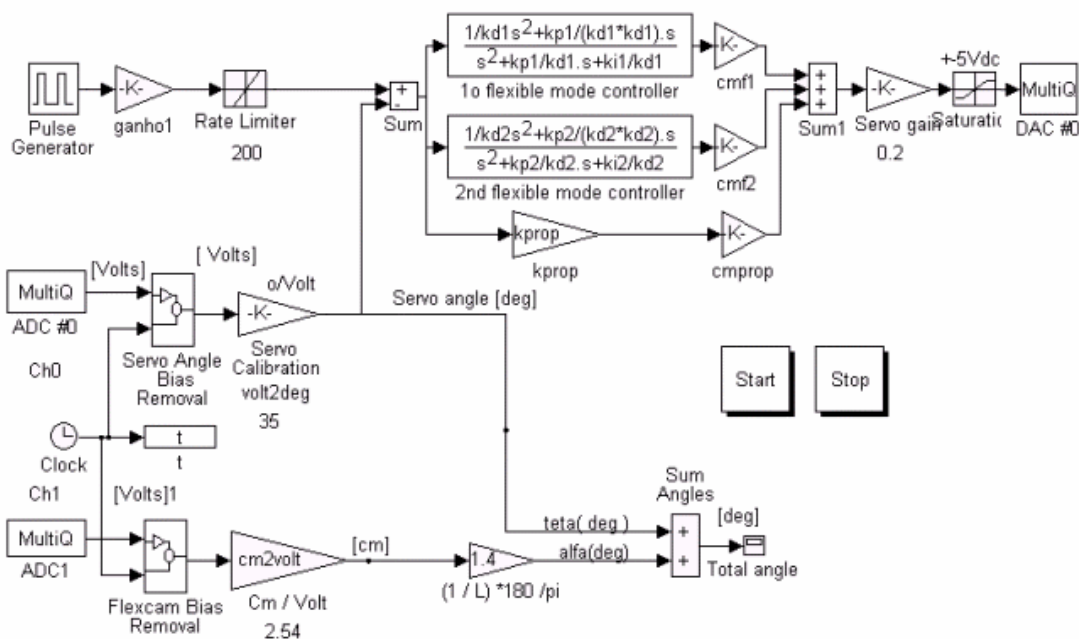 Pulse
Generator
-K-
ganho1
Rate Limiter
200
+
-
Sum
1/kd1s²+kp1/(kd1*kd1).s
s²+kp1/kd1.s+ki1/kd1
1o flexible mode controller
K-
cmf1
1/kd2s²+kp2/(kd2*kd2).s
s²+kp2/kd2.s+ki2/kd2
2nd flexible mode controller
K-
cmf2
kprop
kprop
K-
cmprop
+
+
+
Sum1
-K-
Servo gain
0.2
+-5Vdc
Saturatic
MultiQ
DAC #0
[Volts]
MultiQ
ADC #0
Ch0
[ Volts]
Servo Angle
Bias
Removal
o/Volt
-K-
Servo
Calibration
volt2deg
35
Servo angle [deg]
Start
Stop
Clock
t
t
Ch1
[Volts]1
MultiQ
ADC1
Flexcam Bias
Removal
cm2volt
Cm / Volt
2.54
[cm]
1.4
(1 / L) *180 /pi
teta( deg )
alfa(deg)
Sum
Angles
+
+
[deg]
Total angle